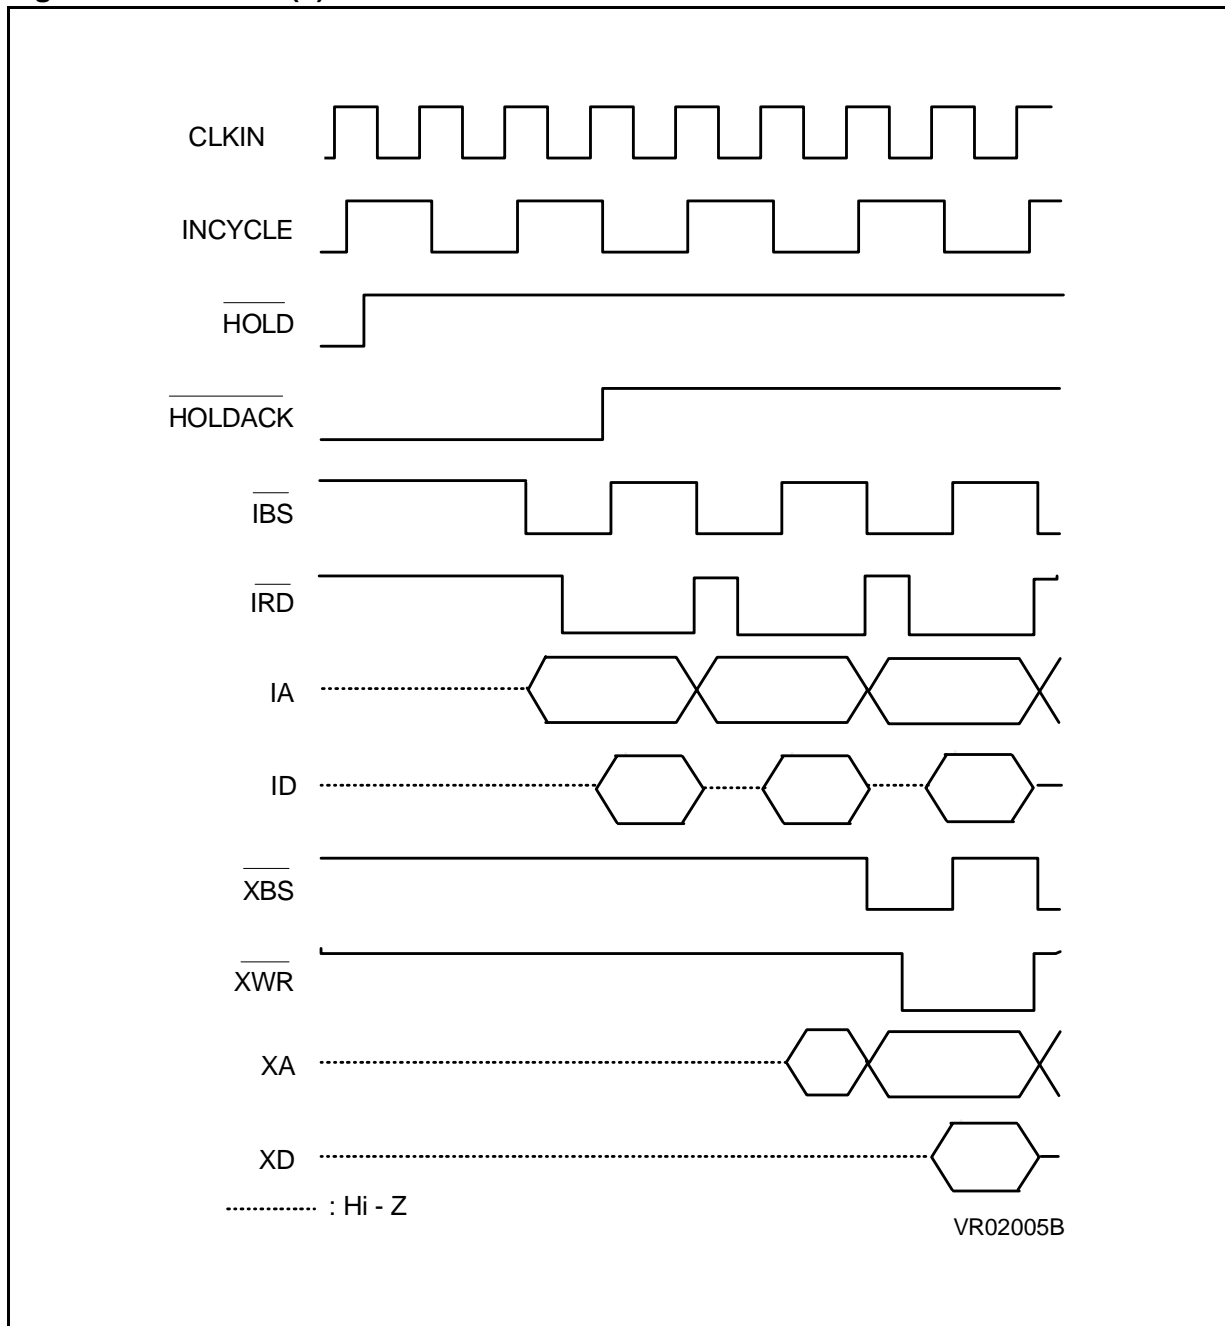 CLKIN
INCYCLE
HOLD
HOLDACK
IBS
IRD
IA
ID
XBS
XWR
XA
XD
: Hi - Z
VR02005B